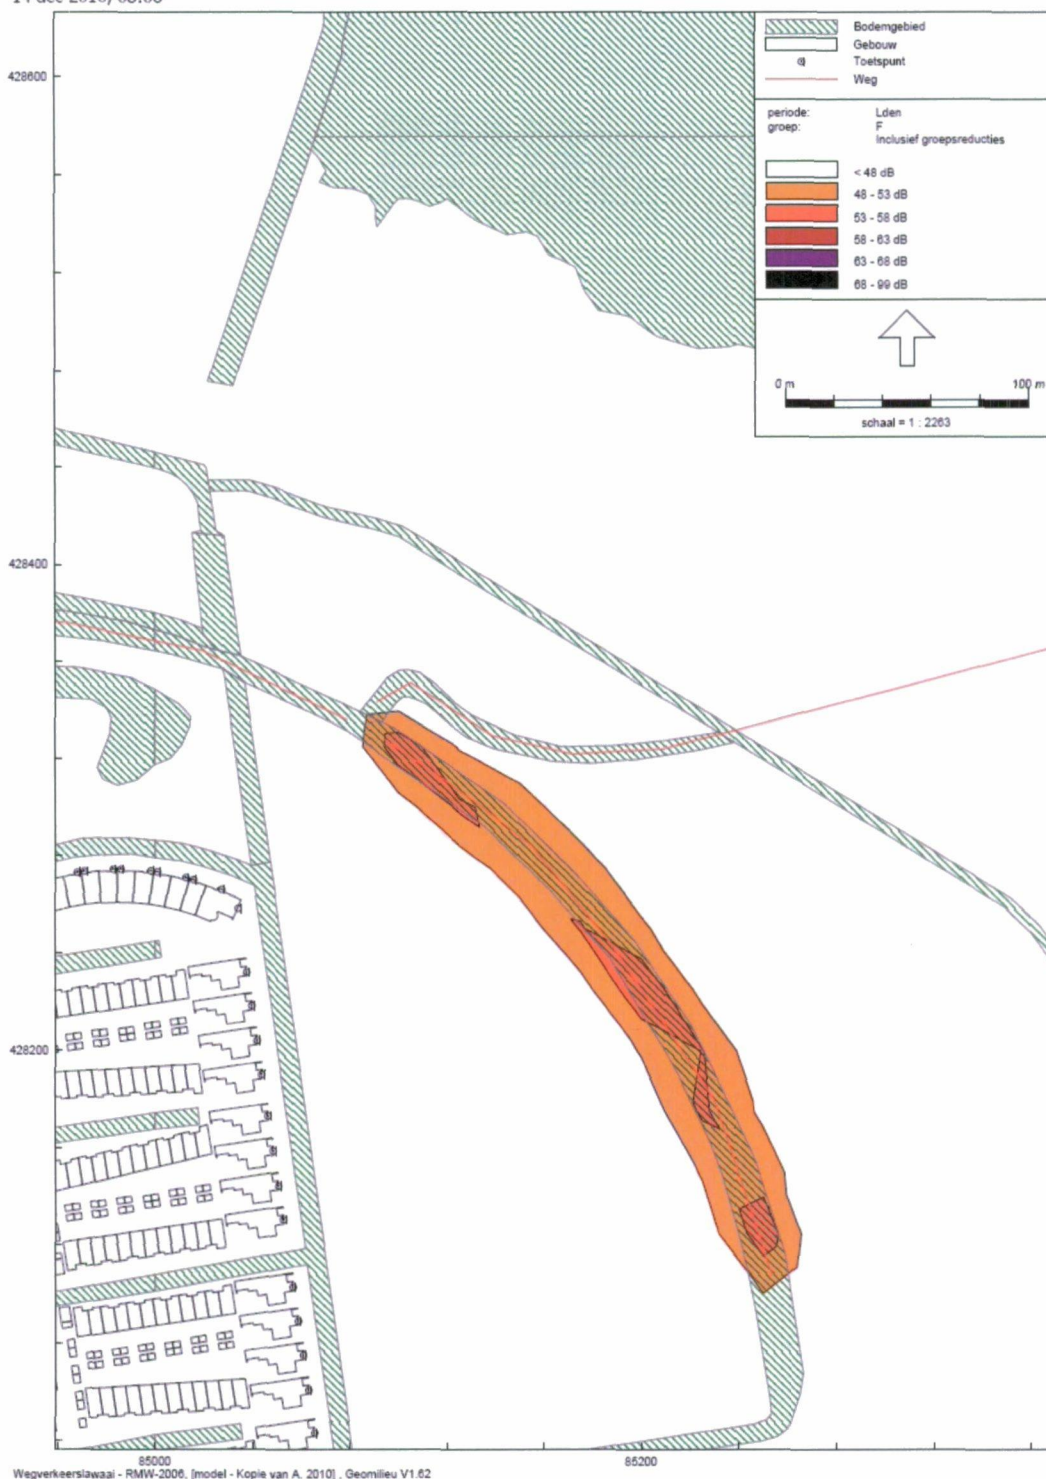 Bodemgebied
Gebouw
Toetspunt
Weg
periode: Lden
groep: F
Inclusief groepsreducties
< 48 dB
48 - 53 dB
53 - 58 dB
58 - 63 dB
63 - 68 dB
68 - 99 dB
0 m 100 m
schaal = 1 : 2263
428600
428400
428200
85000 85200
Wegverkeerslawaai - RMW-2006, [model - Kopie van A, 2010] , Geomilieu V1.62